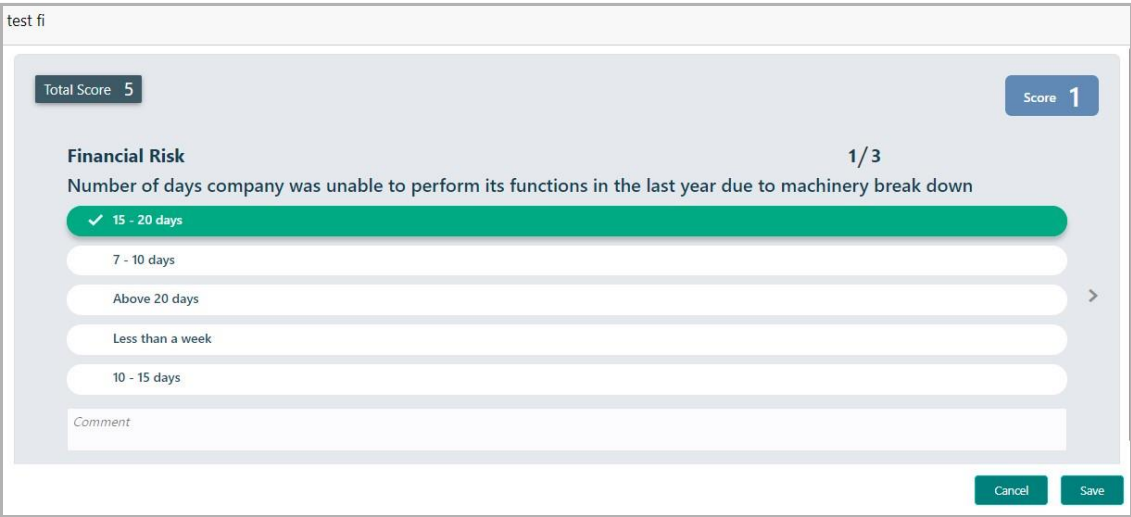 test fi
Total Score 5
Score 1
Financial Risk 1/3
Number of days company was unable to perform its functions in the last year due to machinery break down
15 - 20 days
7 - 10 days
Above 20 days
Less than a week
10 - 15 days
Comment
Cancel Save